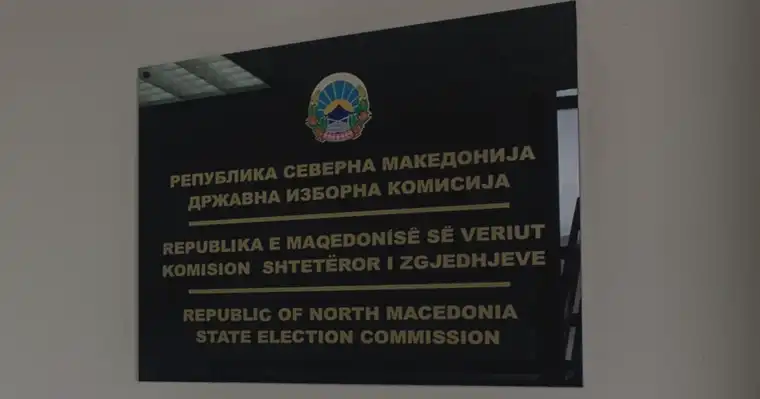 РЕПУБЛИКА СЕВЕРНА МАКЕДОНИЈА
ДРЖАВНА ИЗБОРНА КОМИСИЈА
REPUBLIKA E MAQEDONISË SË VERIUT
KOMISION SHTETËROR I ZGJEDHJEVE
REPUBLIC OF NORTH MACEDONIA
STATE ELECTION COMMISSION